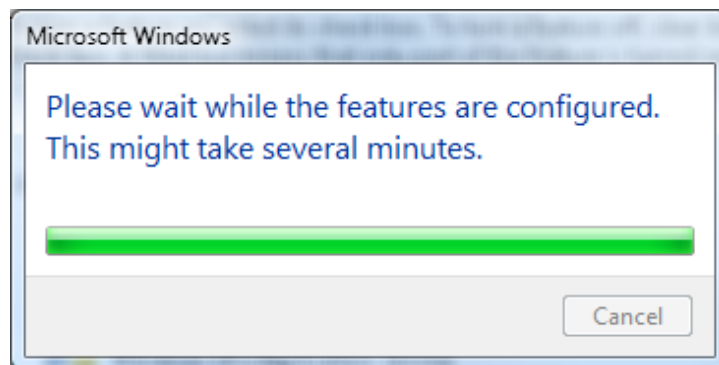 Microsoft Windows
Please wait while the features are configured.
This might take several minutes.
Cancel